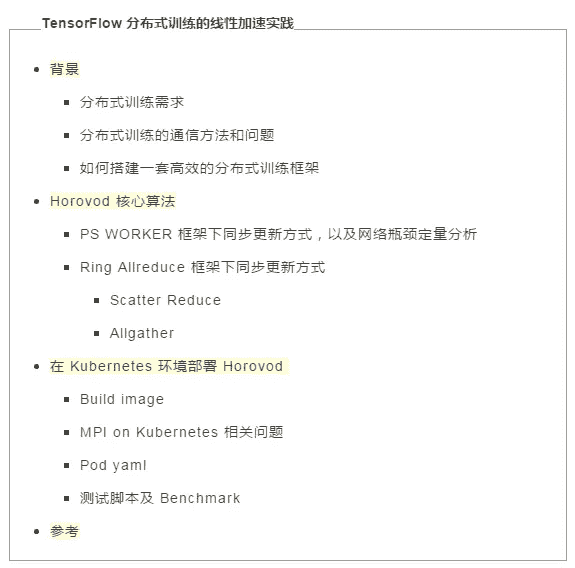 TensorFlow 分布式训练的线性加速实践
背景
分布式训练需求
分布式训练的通信方法和问题
如何搭建一套高效的分布式训练框架
Horovod 核心算法
PS WORKER 框架下同步更新方式，以及网络瓶颈定量分析
Ring Allreduce 框架下同步更新方式
Scatter Reduce
Allgather
在 Kubernetes 环境部署 Horovod
Build image
MPI on Kubernetes 相关问题
Pod yaml
测试脚本及 Benchmark
参考